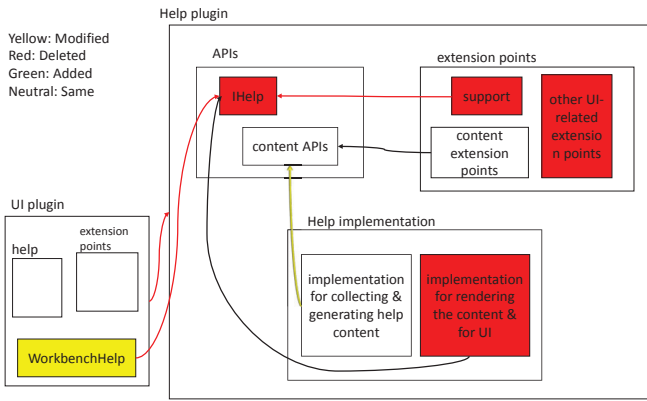 Help plugin
Yellow: Modified
Red: Deleted
Green: Added
Neutral: Same
APIs
extension points
IHelp
support
other UI-
related
extensio
n points
content APIs
content
extension
points
UI plugin
help
extension
points
WorkbenchHelp
Help implementation
implementation
for collecting &
generating help
content
implementation
for rendering
the content &
for UI